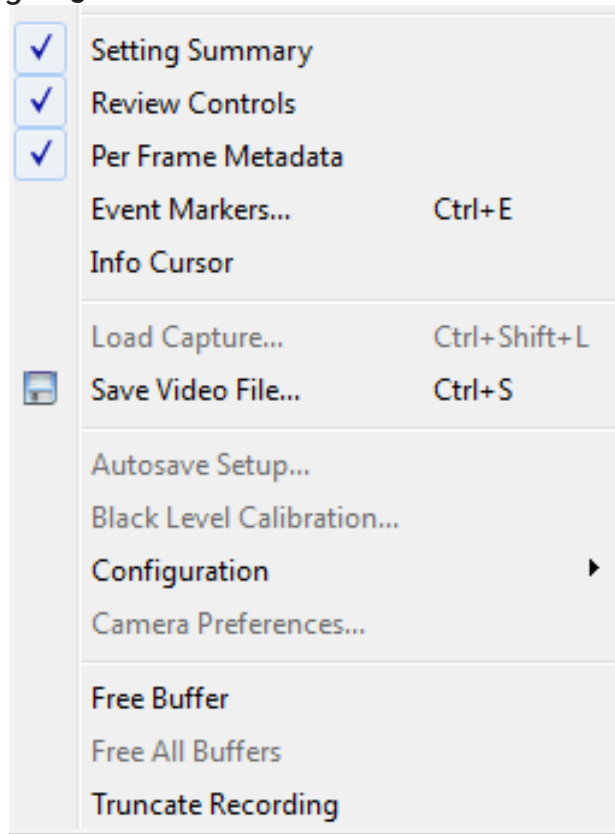 Setting Summary
Review Controls
Per Frame Metadata
Event Markers... Ctrl+E
Info Cursor
Load Capture... Ctrl+Shift+L
Save Video File... Ctrl+S
Autosave Setup...
Black Level Calibration...
Configuration
Camera Preferences...
Free Buffer
Free All Buffers
Truncate Recording